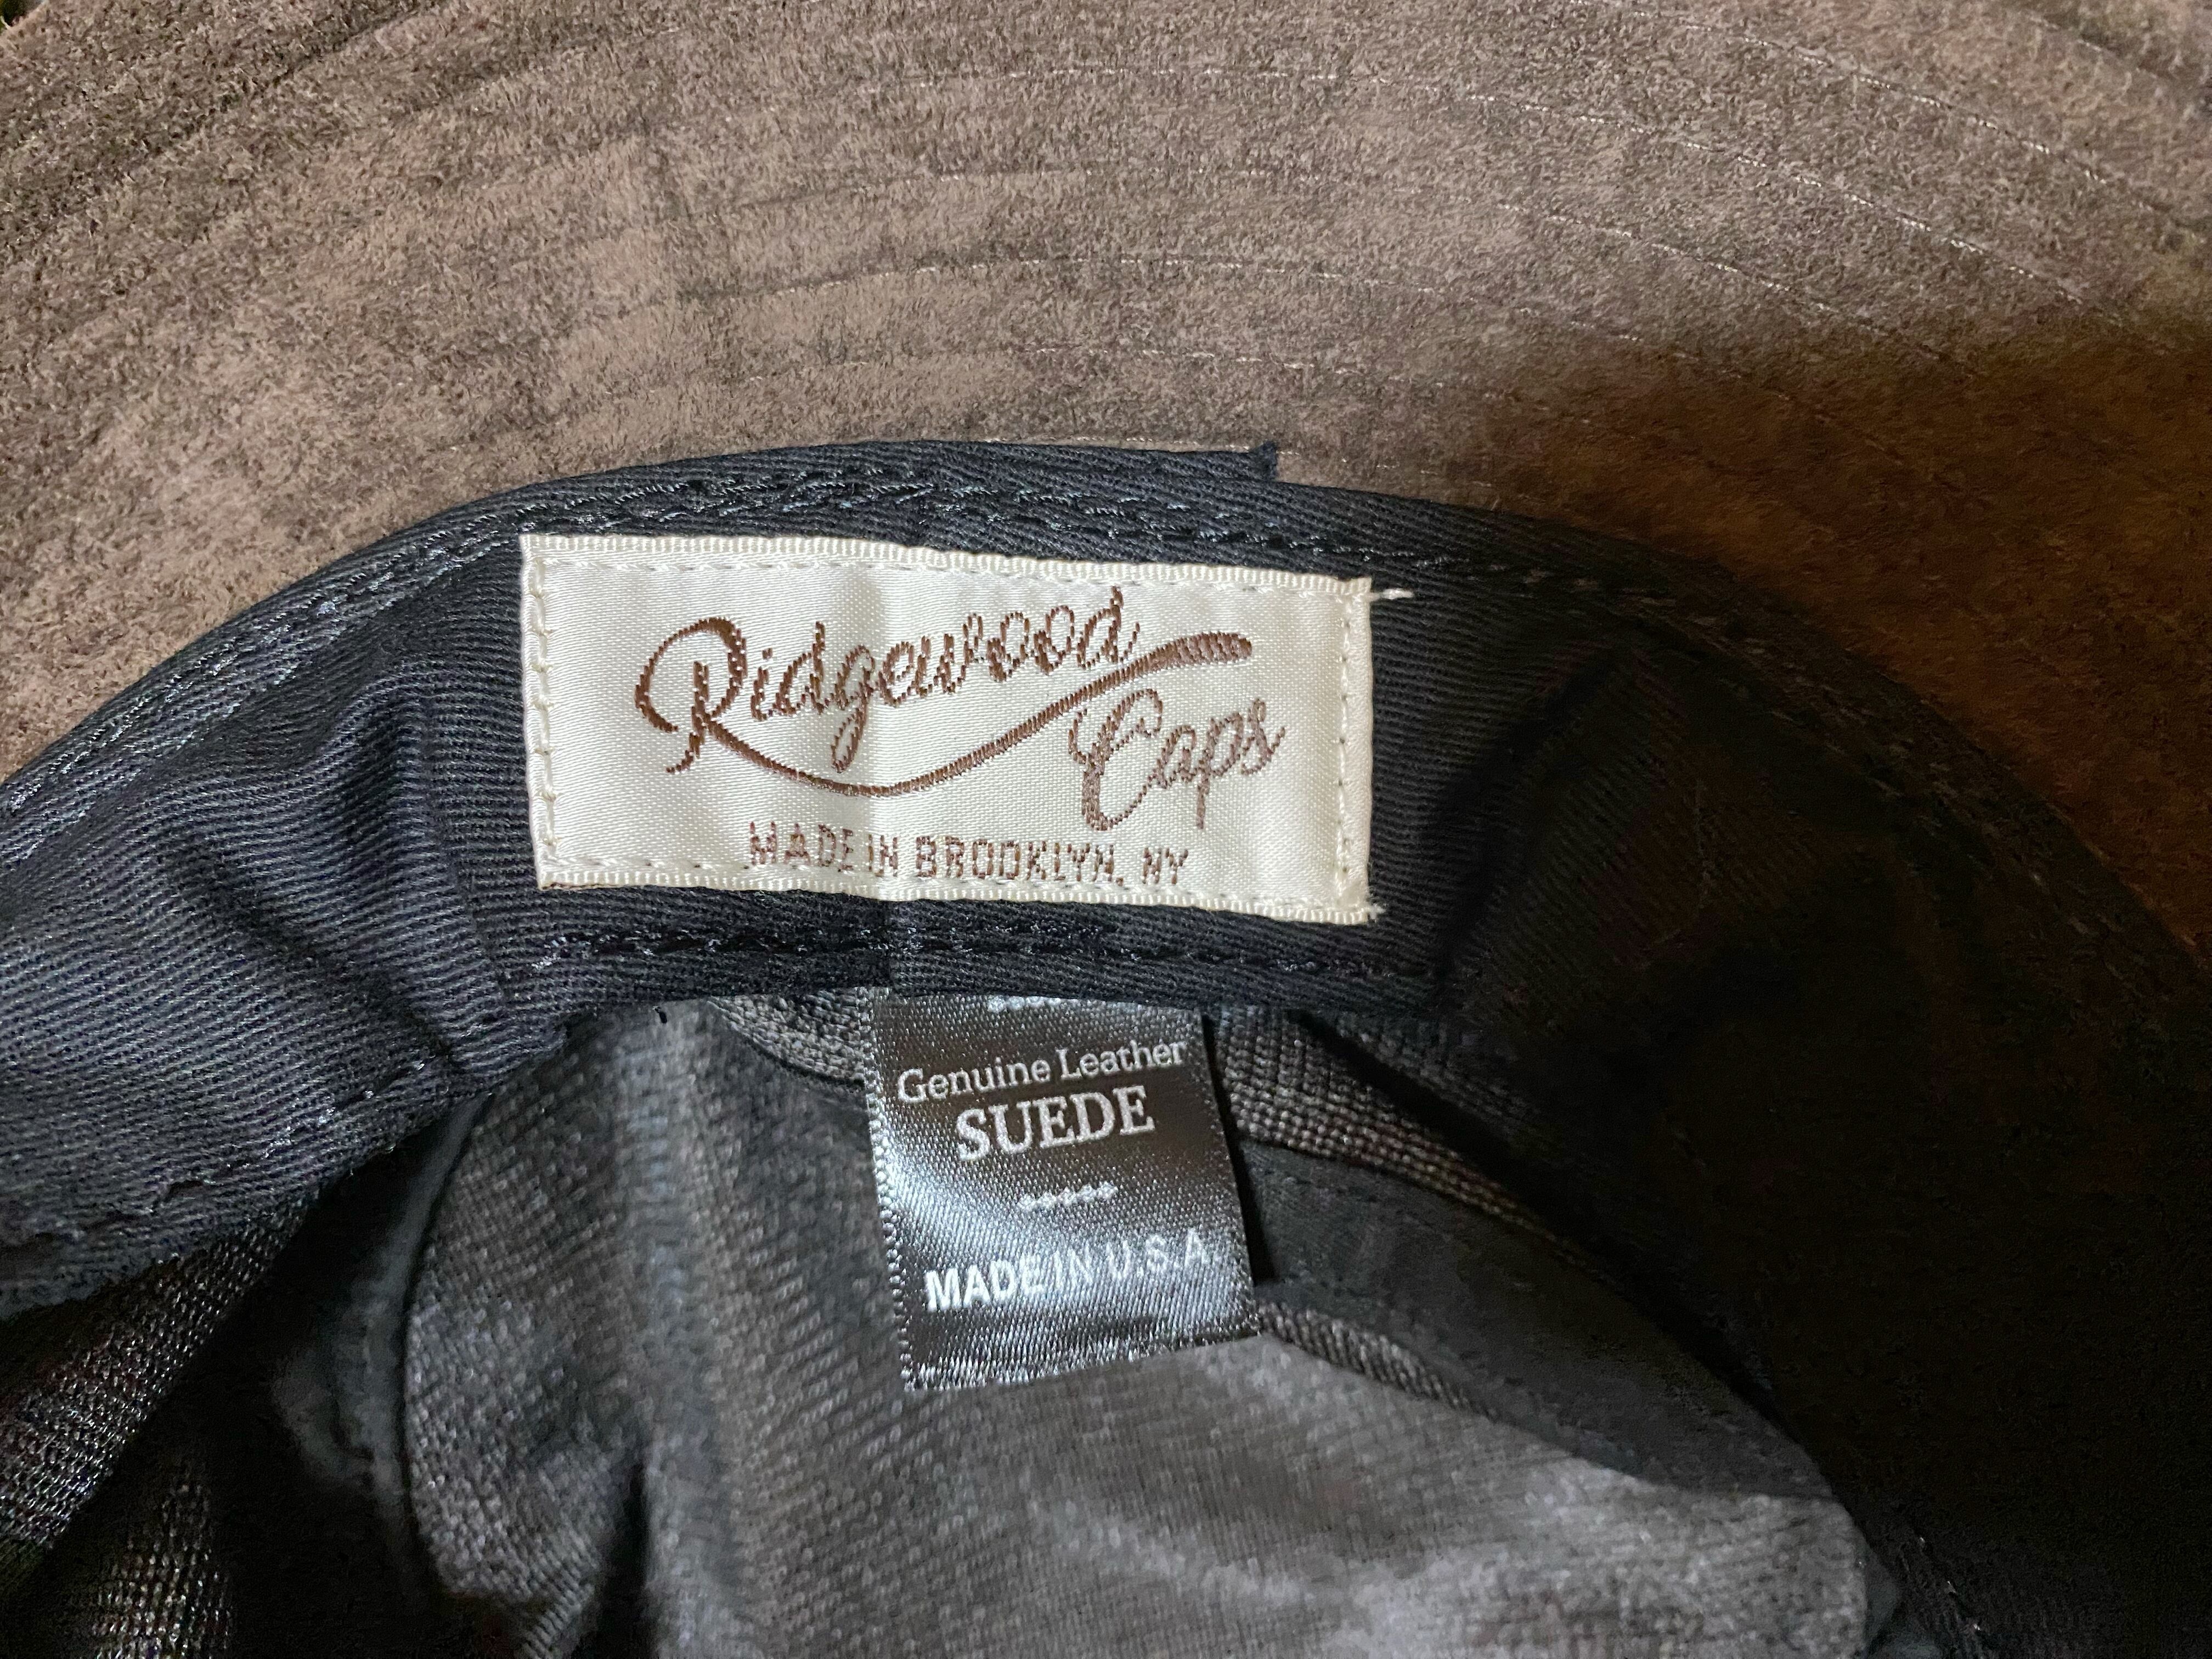 Ridgewood
Caps
MADE IN BROOKLYN, NY
Genuine Leather
SUEDE
MADE IN U.S.A.